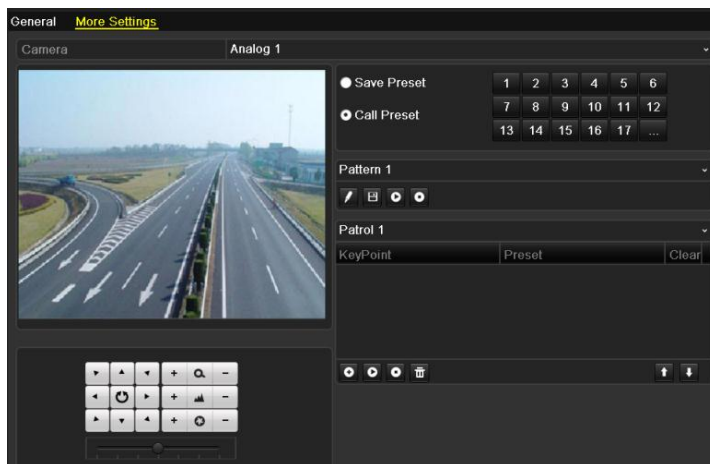 General More Settings
Camera Analog 1
Save Preset
Call Preset
1 2 3 4 5 6
7 8 9 10 11 12
13 14 15 16 17 ...
Pattern 1
Patrol 1
KeyPoint Preset Clear